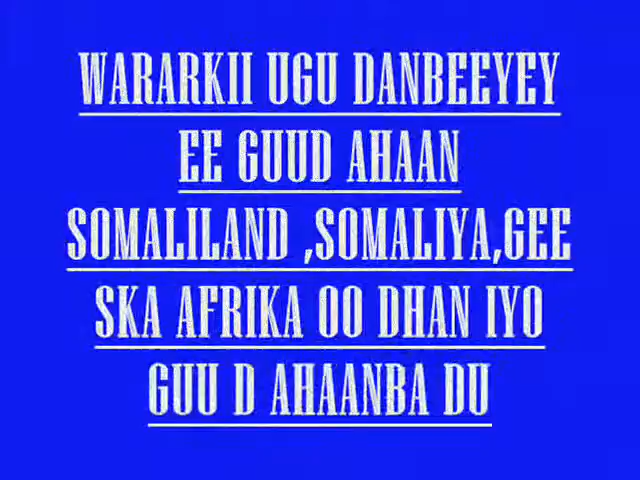 WARARKII UGU DANBEEYEY
EE GUUD AHAAN
SOMALILAND ,SOMALIYA,GEE
SKA AFRIKA OO DHAN IYO
GUU D AHAANBA DU